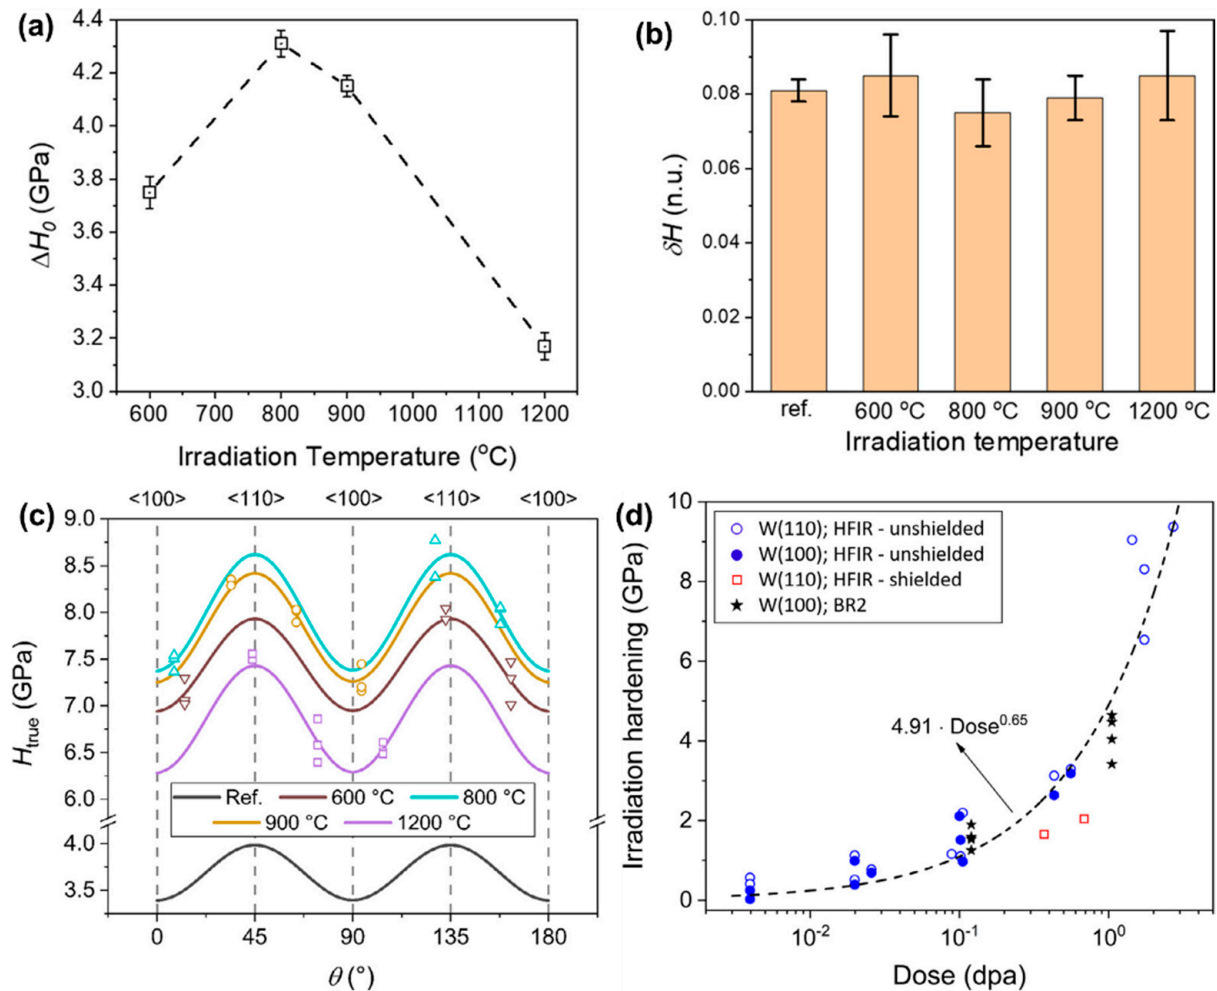 (a)
4.4
4.2
4.0
3.8
3.6
3.4
3.2
3.0
ΔH₀ (GPa)
600 700 800 900 1000 1100 1200
Irradiation Temperature (°C)
(b)
0.10
0.08
0.06
0.04
0.02
0.00
δH (n.u.)
ref. 600 °C 800 °C 900 °C 1200 °C
Irradiation temperature
(c)
<100> <110> <100> <110> <100>
9.0
8.5
8.0
7.5
7.0
6.5
6.0
4.0
3.5
H_true (GPa)
Ref. 600 °C 800 °C
900 °C 1200 °C
0 45 90 135 180
θ (°)
(d)
10
8
6
4
2
0
Irradiation hardening (GPa)
W(110); HFIR - unshielded
W(100); HFIR - unshielded
W(110); HFIR - shielded
W(100); BR2
4.91 · Dose^0.65
10⁻² 10⁻¹ 10⁰
Dose (dpa)